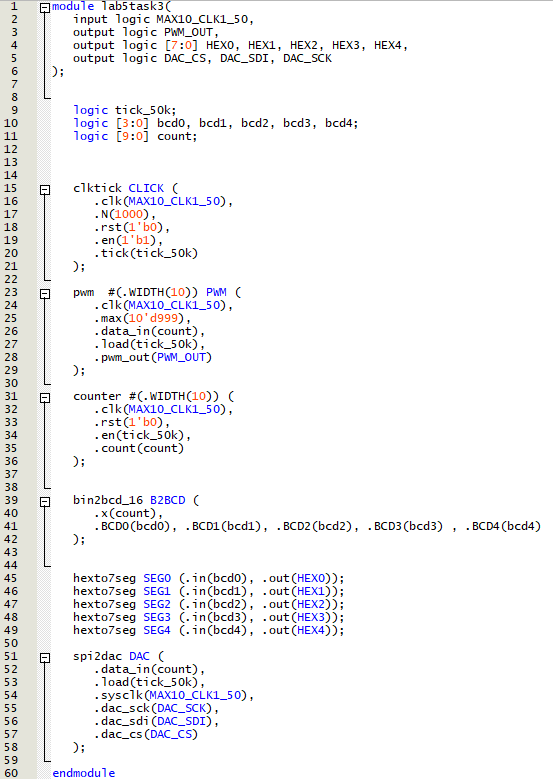 1 module lab5task3(
2 input logic MAX10_CLK1_50,
3 output logic PWM_OUT,
4 output logic [7:0] HEX0, HEX1, HEX2, HEX3, HEX4,
5 output logic DAC_CS, DAC_SDI, DAC_SCK
6 );
7
8
9 logic tick_50k;
10 logic [3:0] bcd0, bcd1, bcd2, bcd3, bcd4;
11 logic [9:0] count;
12
13
14
15 clktick CLICK (
16 .clk(MAX10_CLK1_50),
17 .N(1000),
18 .rst(1'b0),
19 .en(1'b1),
20 .tick(tick_50k)
21 );
22
23 pwm #(.WIDTH(10)) PWM (
24 .clk(MAX10_CLK1_50),
25 .max(10'd999),
26 .data_in(count),
27 .load(tick_50k),
28 .pwm_out(PWM_OUT)
29 );
30
31 counter #(.WIDTH(10)) (
32 .clk(MAX10_CLK1_50),
33 .rst(1'b0),
34 .en(tick_50k),
35 .count(count)
36 );
37
38
39 bin2bcd_16 B2BCD (
40 .x(count),
41 .BCD0(bcd0), .BCD1(bcd1), .BCD2(bcd2), .BCD3(bcd3) , .BCD4(bcd4)
42 );
43
44
45 hexto7seg SEG0 (.in(bcd0), .out(HEX0));
46 hexto7seg SEG1 (.in(bcd1), .out(HEX1));
47 hexto7seg SEG2 (.in(bcd2), .out(HEX2));
48 hexto7seg SEG3 (.in(bcd3), .out(HEX3));
49 hexto7seg SEG4 (.in(bcd4), .out(HEX4));
50
51 spi2dac DAC (
52 .data_in(count),
53 .load(tick_50k),
54 .sysclk(MAX10_CLK1_50),
55 .dac_sck(DAC_SCK),
56 .dac_sdi(DAC_SDI),
57 .dac_cs(DAC_CS)
58 );
59
60 endmodule